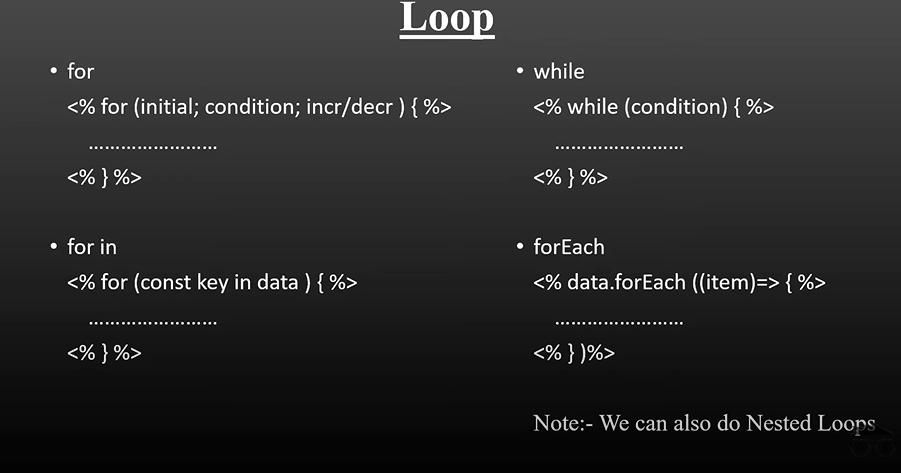 Loop
• for
<% for (initial; condition; incr/decr ) { %>
........................
<% } %>
• for in
<% for (const key in data ) { %>
........................
<% } %>
• while
<% while (condition) { %>
........................
<% } %>
• forEach
<% data.forEach ((item)=> { %>
........................
<% } )%>
Note:- We can also do Nested Loops